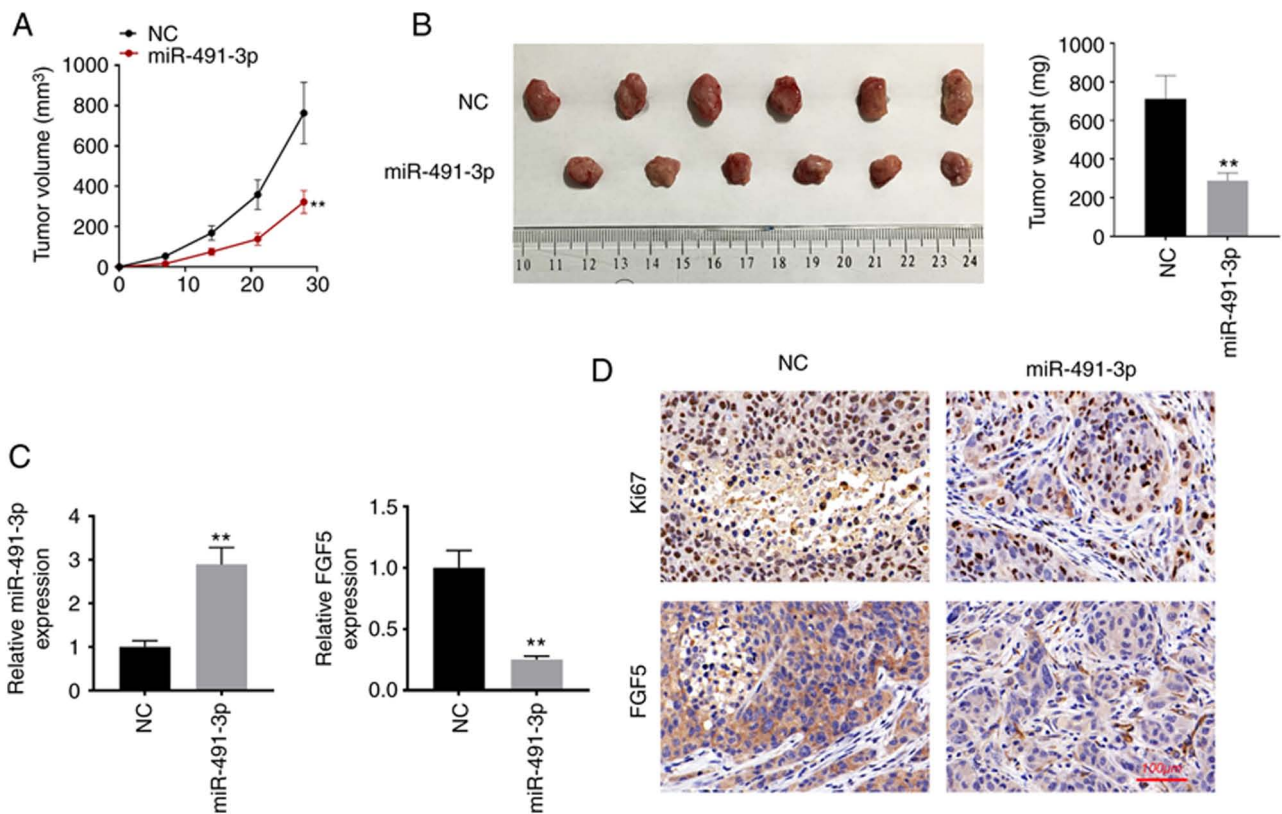 A
NC
miR-491-3p
Tumor volume (mm³)
1000
800
600
400
200
0
0
10
20
30
**
B
NC
miR-491-3p
10 11 12 13 14 15 16 17 18 19 20 21 22 23 24
Tumor weight (mg)
1000
800
600
400
200
0
**
NC
miR-491-3p
C
Relative miR-491-3p
expression
4
3
2
1
0
**
NC
miR-491-3p
Relative FGF5
expression
1.5
1.0
0.5
0.0
**
NC
miR-491-3p
D
NC
miR-491-3p
Ki67
FGF5
100μm